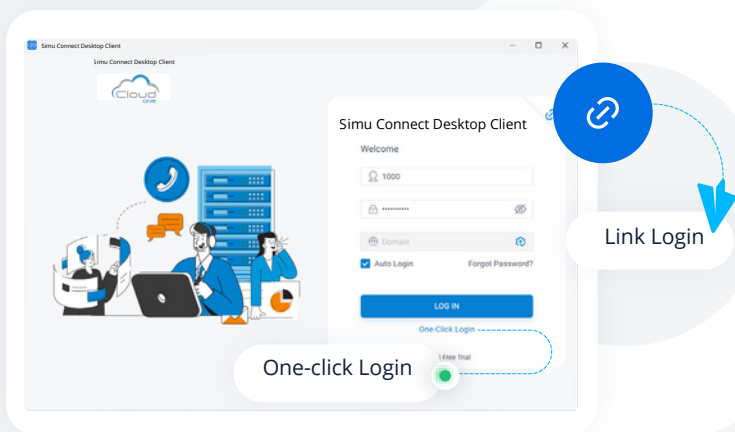 Simu Connect Desktop Client
Limu Connect Desktop Client
Cloud
ONE
Simu Connect Desktop Client
Welcome
1000
Domain
Auto Login
Forgot Password?
LOG IN
One-Click Login
Free Trial
One-click Login
Link Login